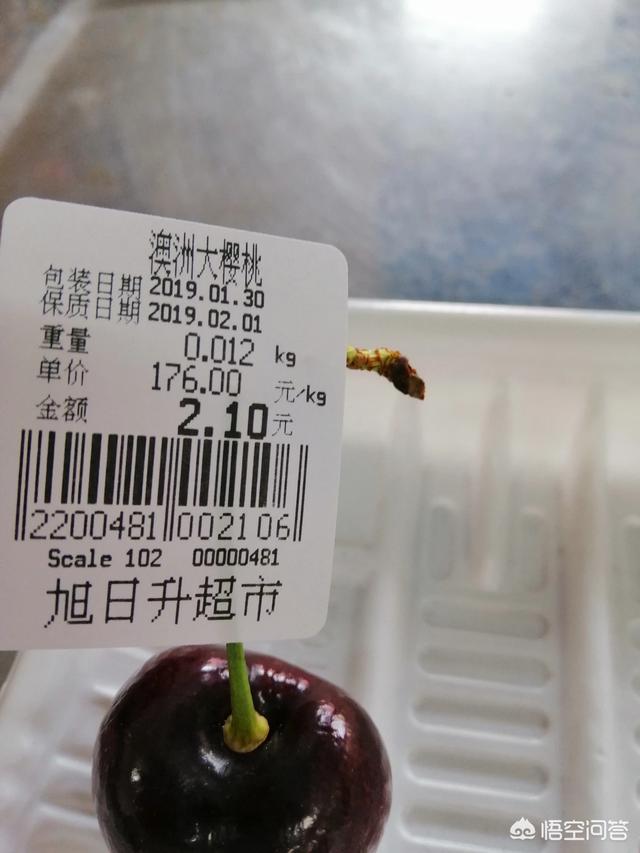 澳洲大樱桃
包装日期 2019.01.30
保质日期 2019.02.01
重量 0.012 kg
单价 176.00 元/kg
金额 2.10 元
2200481 002106
Scale 102 00000481
旭日升超市
悟空问答